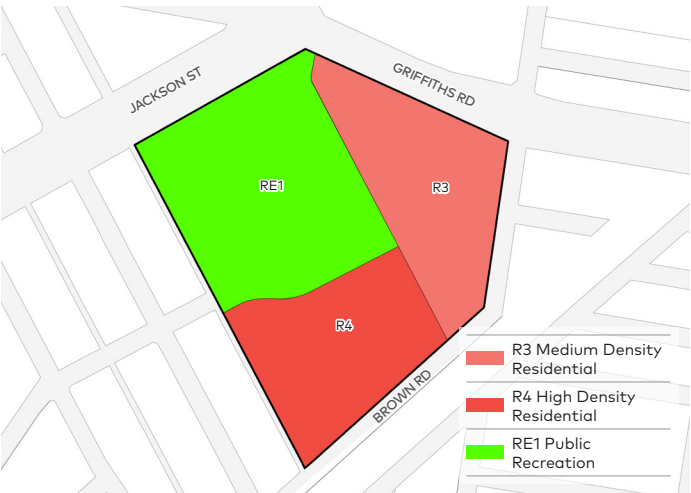 JACKSON ST
GRIFFITHS RD
RE1
R3
R4
BROWN RD
R3 Medium Density
Residential
R4 High Density
Residential
RE1 Public
Recreation